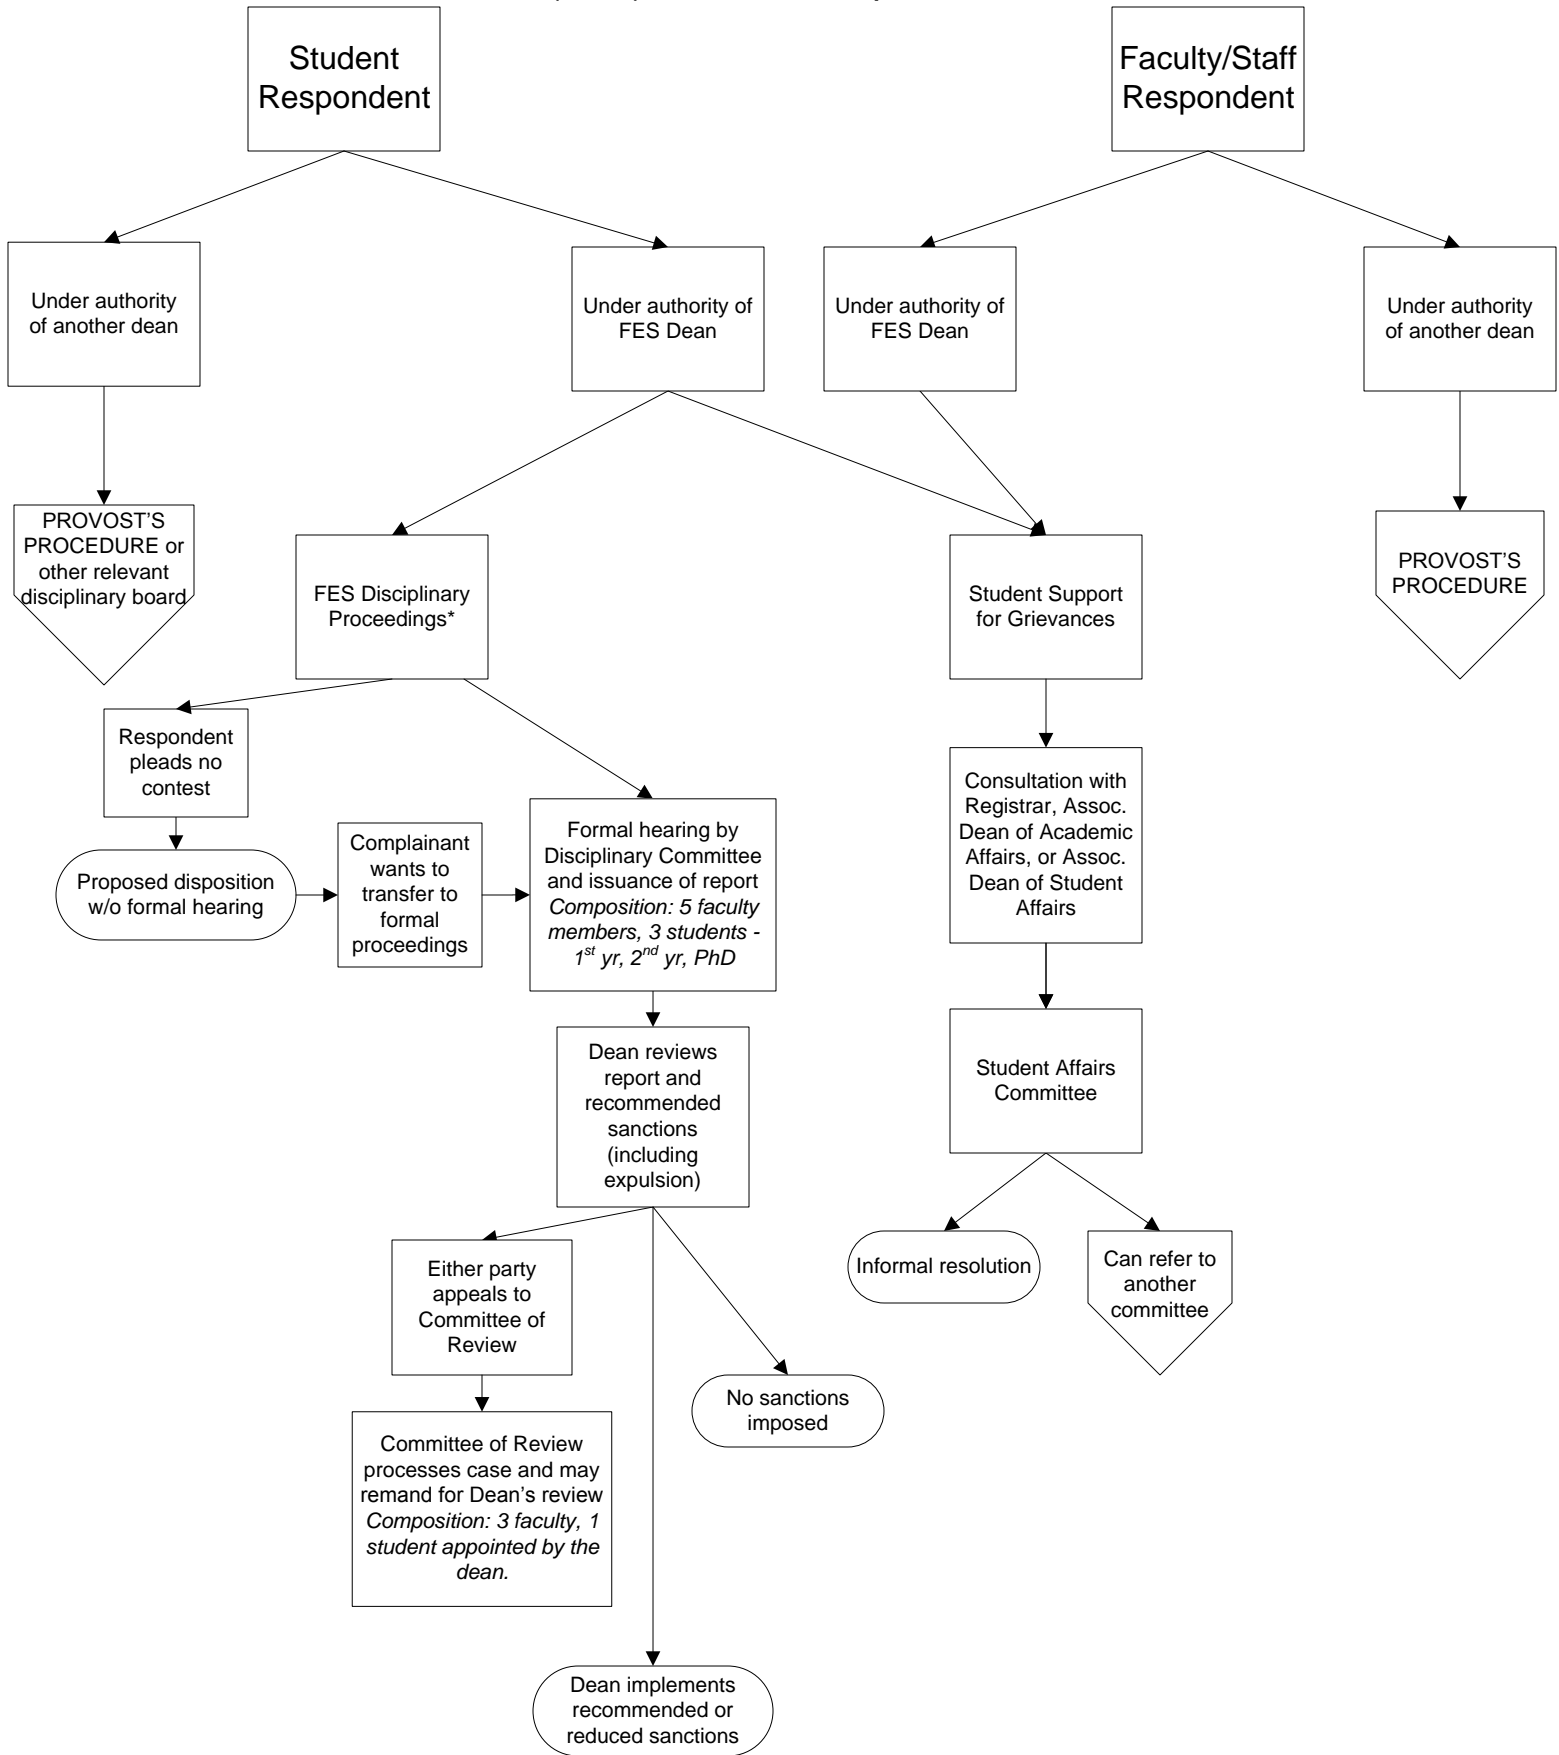 Student
Respondent
Faculty/Staff
Respondent
Under authority
of another dean
Under authority of
FES Dean
Under authority of
FES Dean
Under authority
of another dean
PROVOST'S
PROCEDURE or
other relevant
disciplinary board
FES Disciplinary
Proceedings*
Student Support
for Grievances
PROVOST'S
PROCEDURE
Respondent
pleads no
contest
Proposed disposition
w/o formal hearing
Complainant
wants to
transfer to
formal
proceedings
Formal hearing by
Disciplinary Committee
and issuance of report
Composition: 5 faculty
members, 3 students -
1st yr, 2nd yr, PhD
Consultation with
Registrar, Assoc.
Dean of Academic
Affairs, or Assoc.
Dean of Student
Affairs
Dean reviews
report and
recommended
sanctions
(including
expulsion)
Student Affairs
Committee
Either party
appeals to
Committee of
Review
Informal resolution
Can refer to
another
committee
No sanctions
imposed
Committee of Review
processes case and may
remand for Dean's review
Composition: 3 faculty, 1
student appointed by the
dean.
Dean implements
recommended or
reduced sanctions